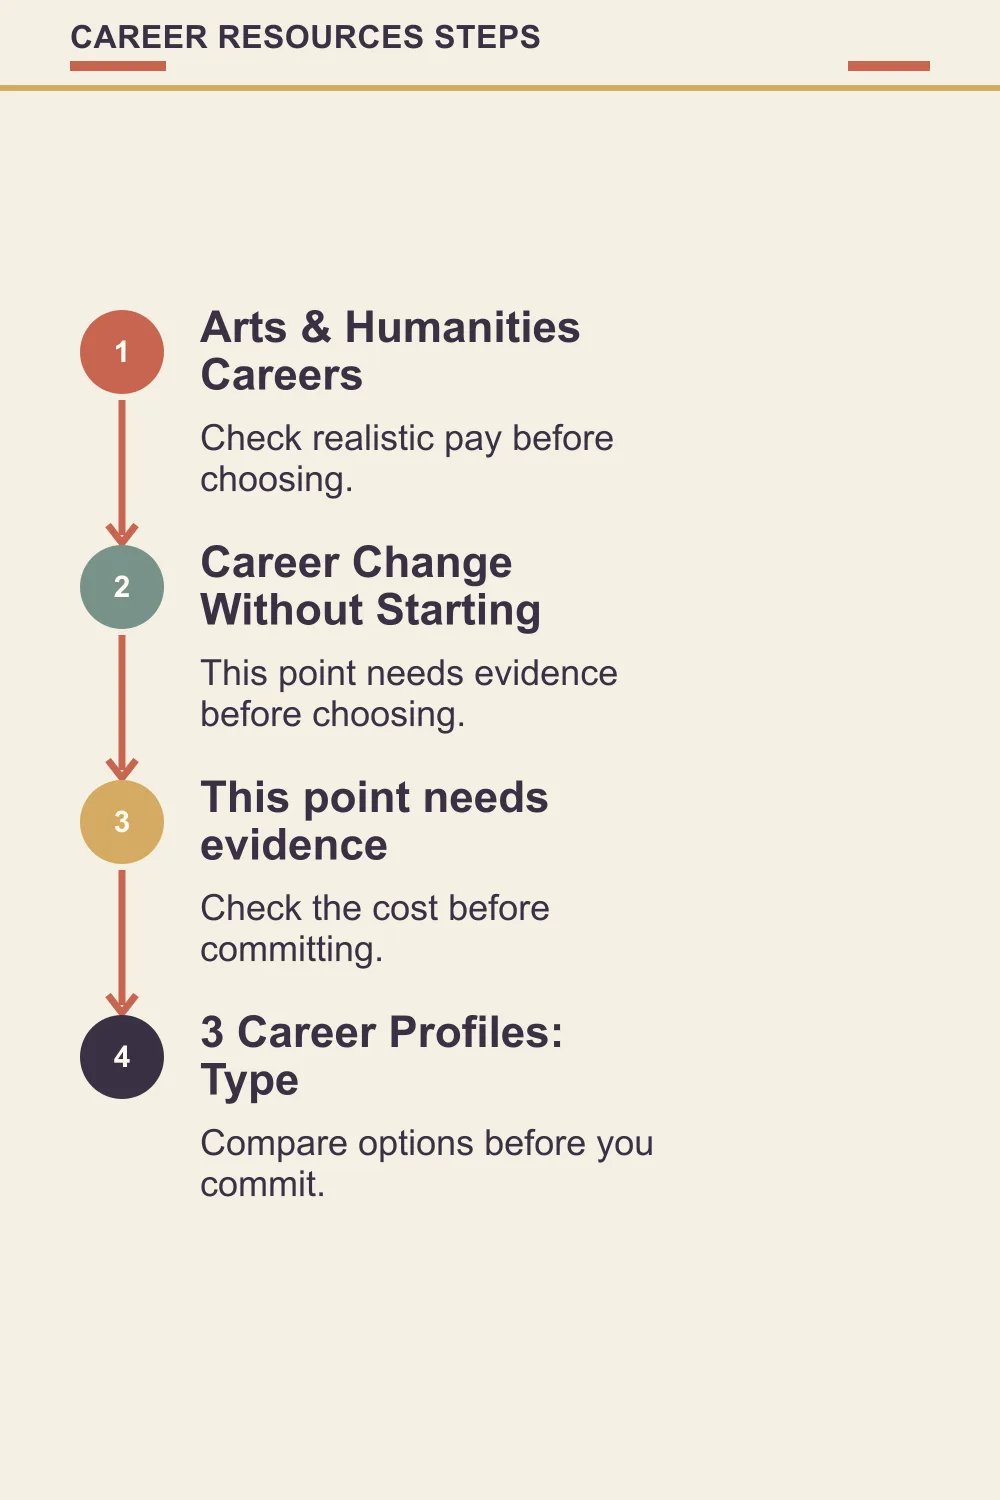 CAREER RESOURCES STEPS
1
Arts & Humanities
Careers
Check realistic pay before
choosing.
2
Career Change
Without Starting
This point needs evidence
before choosing.
3
This point needs
evidence
Check the cost before
committing.
4
3 Career Profiles:
Type
Compare options before you
commit.